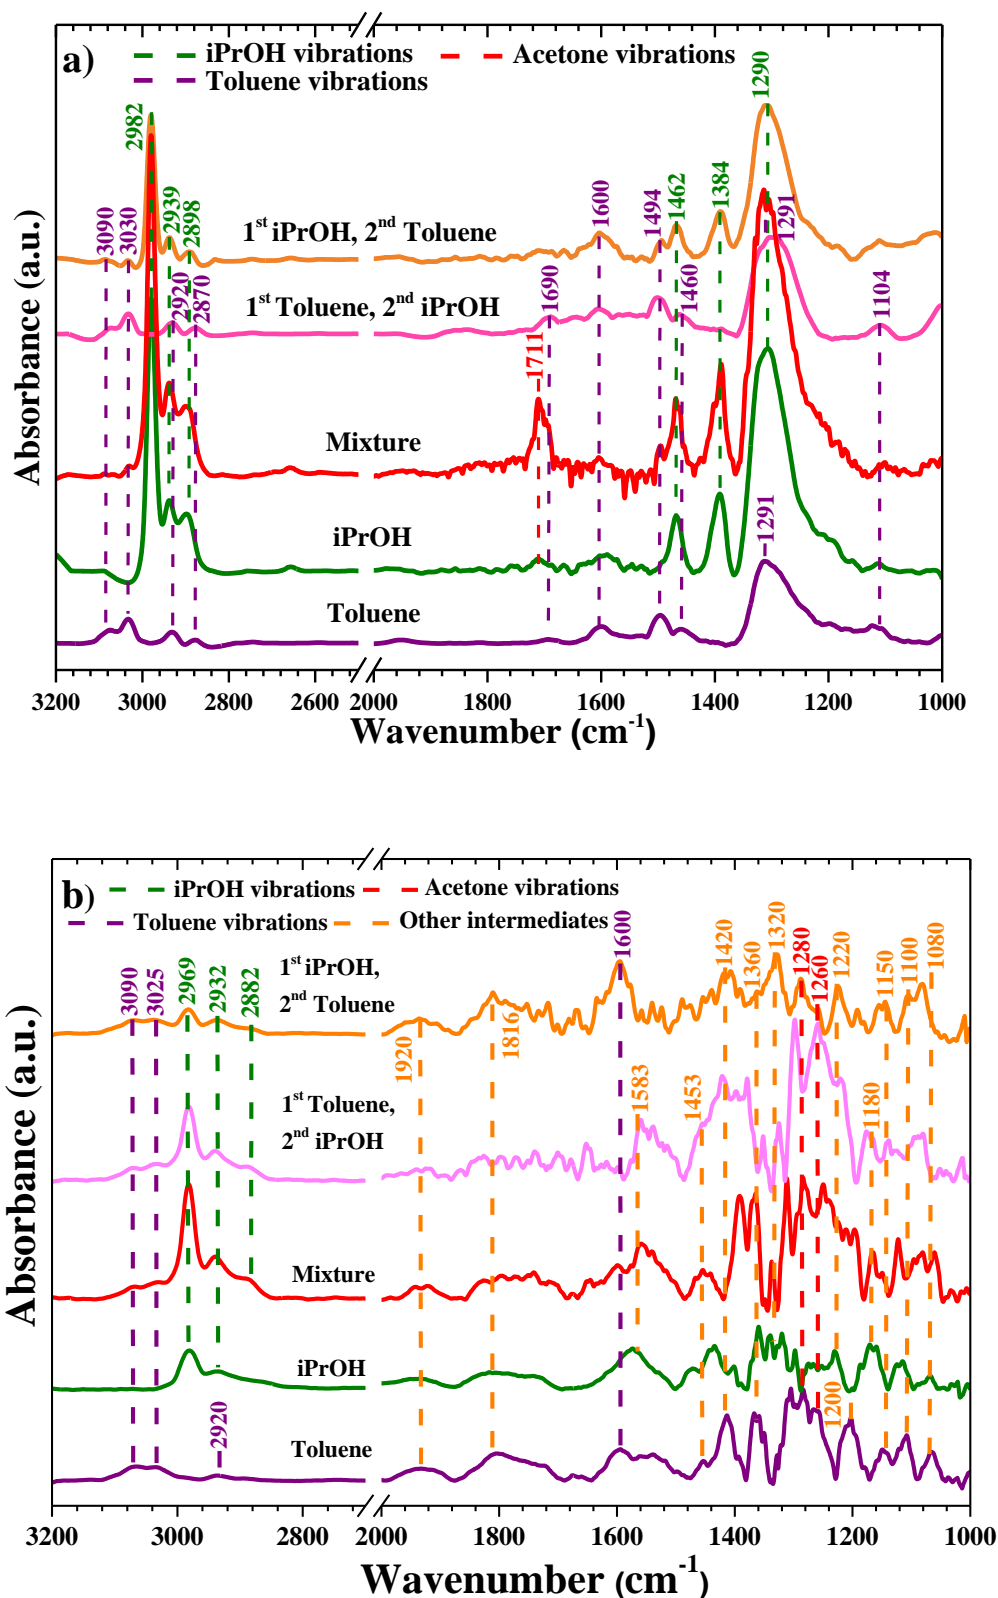 a)
iPrOH vibrations
Acetone vibrations
Toluene vibrations
2982
2939
2898
3090
3030
2920
2870
1290
1384
1462
1494
1600
1291
1460
1690
1104
1711
1291
1st iPrOH, 2nd Toluene
1st Toluene, 2nd iPrOH
Mixture
iPrOH
Toluene
Absorbance (a.u.)
3200 3000 2800 2600 2000 1800 1600 1400 1200 1000
Wavenumber (cm-1)
b)
iPrOH vibrations
Acetone vibrations
Toluene vibrations
Other intermediates
3090
3025
2969
2932
2882
1600
1420
1360
1320
1280
1260
1220
1150
1100
1080
1st iPrOH,
2nd Toluene
1920
1816
1583
1453
1180
1st Toluene,
2nd iPrOH
Mixture
iPrOH
1200
2920
Toluene
Absorbance (a.u.)
3200 3000 2800 2000 1800 1600 1400 1200 1000
Wavenumber (cm-1)